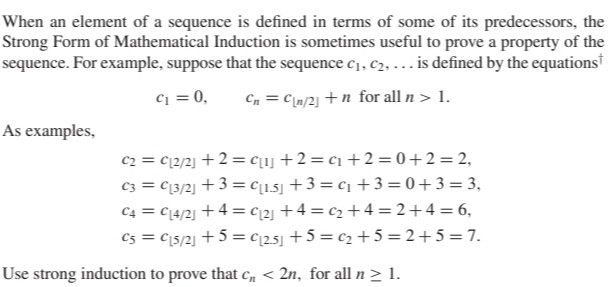 When an element of a sequence is defined in terms of some of its predecessors, the
Strong Form of Mathematical Induction is sometimes useful to prove a property of the
sequence. For example, suppose that the sequence c₁, c₂, . . . is defined by the equations†
c₁ = 0, cₙ = c⌊n/2⌋ + n for all n > 1.
As examples,
c₂ = c⌊2/2⌋ + 2 = c⌊1⌋ + 2 = c₁ + 2 = 0 + 2 = 2,
c₃ = c⌊3/2⌋ + 3 = c⌊1.5⌋ + 3 = c₁ + 3 = 0 + 3 = 3,
c₄ = c⌊4/2⌋ + 4 = c⌊2⌋ + 4 = c₂ + 4 = 2 + 4 = 6,
c₅ = c⌊5/2⌋ + 5 = c⌊2.5⌋ + 5 = c₂ + 5 = 2 + 5 = 7.
Use strong induction to prove that cₙ < 2n, for all n ≥ 1.